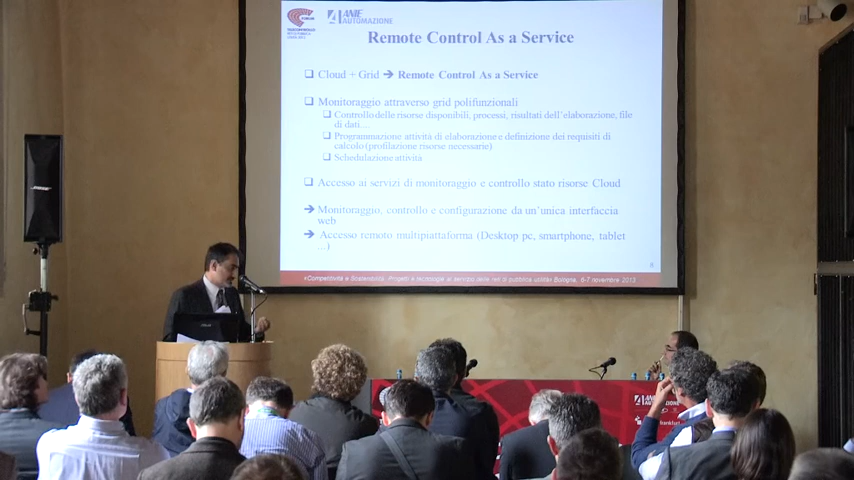 ANIE
AUTOMAZIONE
Remote Control As a Service
❑ Cloud + Grid ➔ Remote Control As a Service
❑ Monitoraggio attraverso grid polifunzionali
❑ Controllo delle risorse disponibili, processi, risultati dell'elaborazione, file
di dati....
❑ Programmazione attività di elaborazione e definizione dei requisiti di
calcolo (profilazione risorse necessarie)
❑ Schedulazione attività
❑ Accesso ai servizi di monitoraggio e controllo stato risorse Cloud
➔ Monitoraggio, controllo e configurazione da un'unica interfaccia
web
➔ Accesso remoto multipiattaforma (Desktop pc, smartphone, tablet
...)
«Competitività e Sostenibilità. Progetti e tecnologie al servizio delle reti di pubblica utilità» Bologna, 6-7 novembre 2013
BOSE
ANIE
AUTOMAZIONE